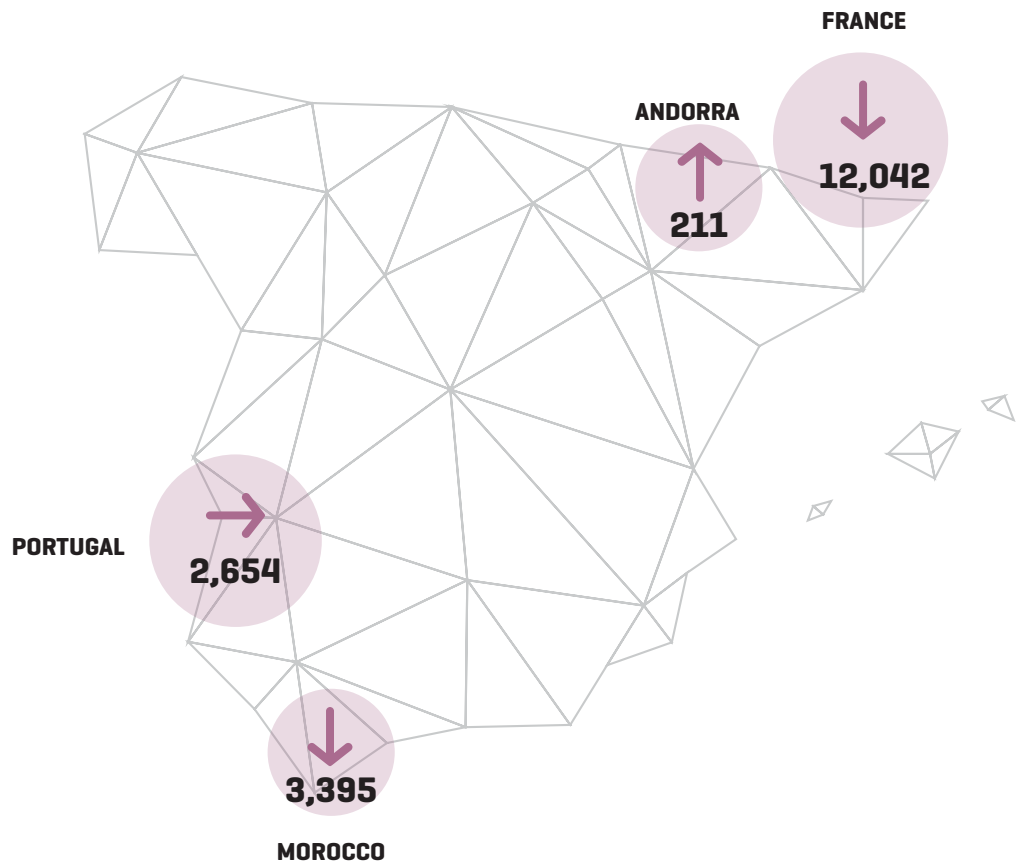 FRANCE
ANDORRA
12,042
211
PORTUGAL
2,654
3,395
MOROCCO